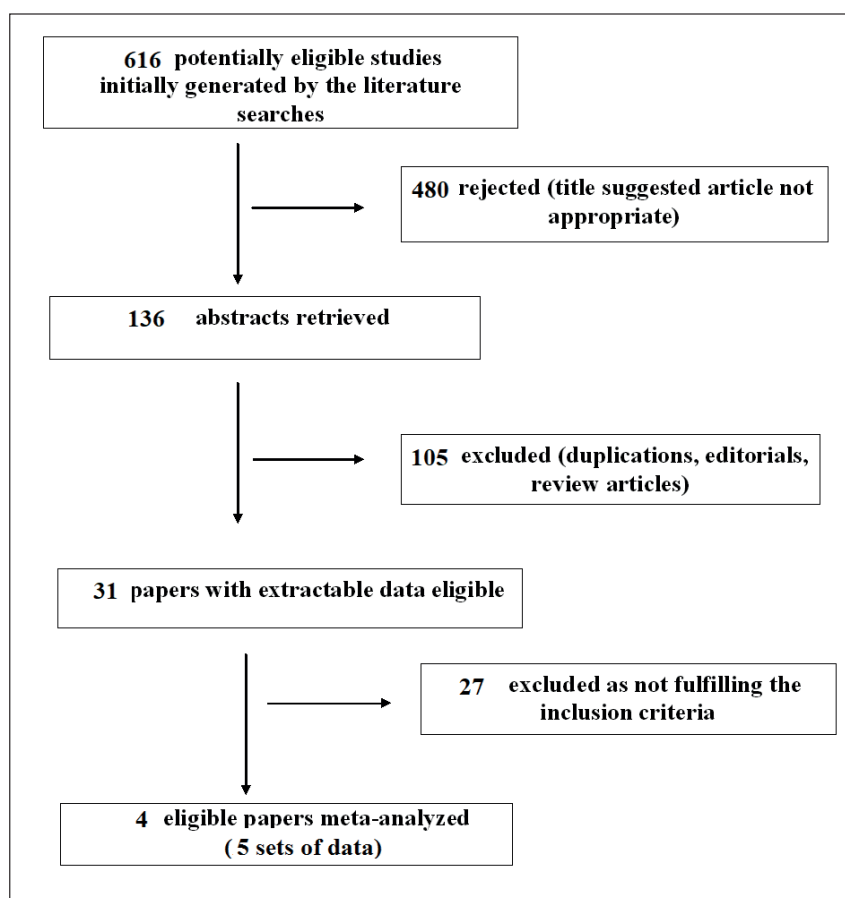 616 potentially eligible studies
initially generated by the literature
searches
480 rejected (title suggested article not
appropriate)
136 abstracts retrieved
105 excluded (duplications, editorials,
review articles)
31 papers with extractable data eligible
27 excluded as not fulfilling the
inclusion criteria
4 eligible papers meta-analyzed
( 5 sets of data)